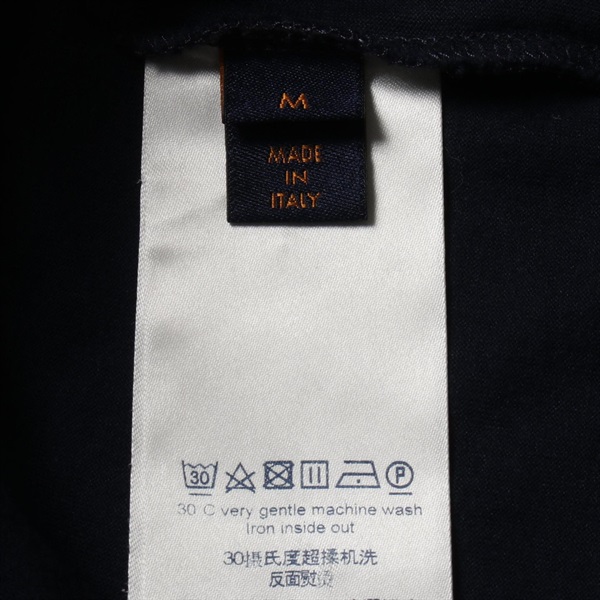 M
MADE
IN
ITALY
30 P
30 C very gentle machine wash
Iron inside out
30摄氏度超揉机洗
反面熨烫